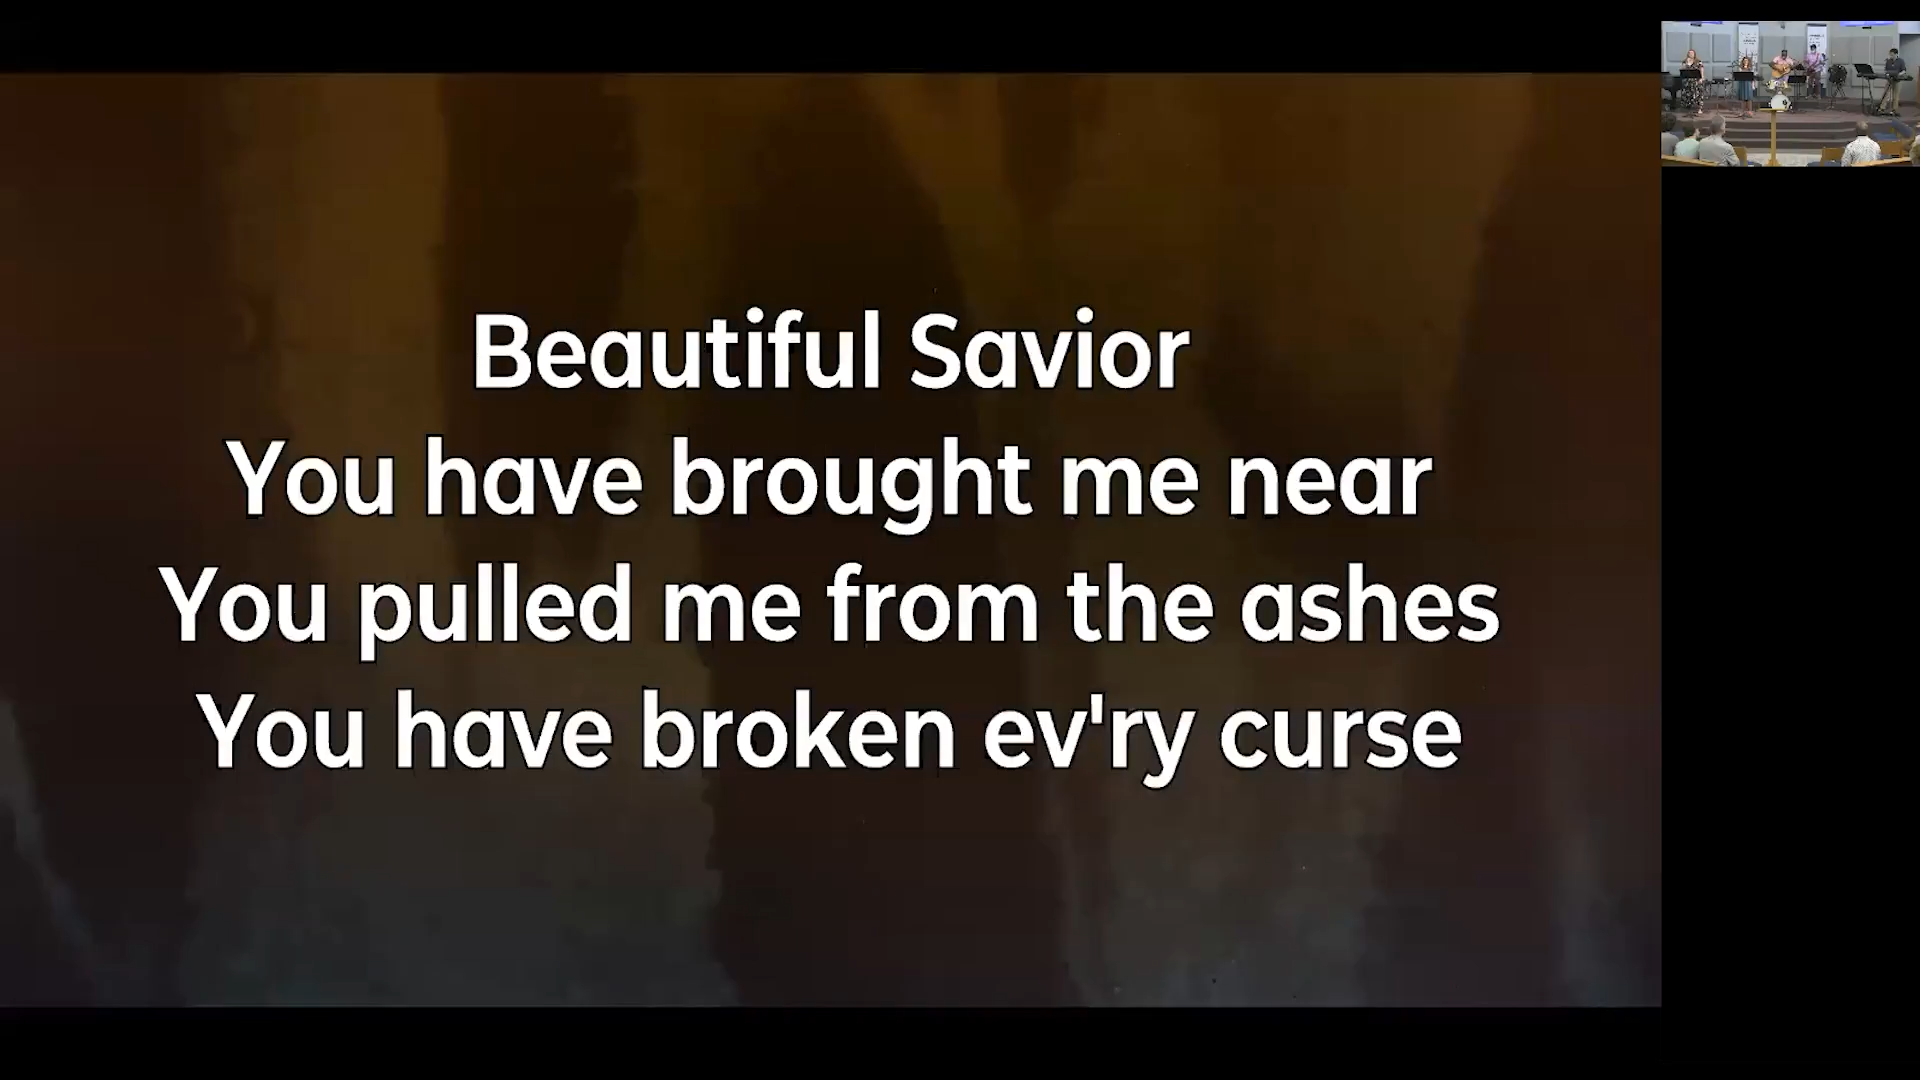 Beautiful Savior
You have brought me near
You pulled me from the ashes
You have broken ev'ry curse